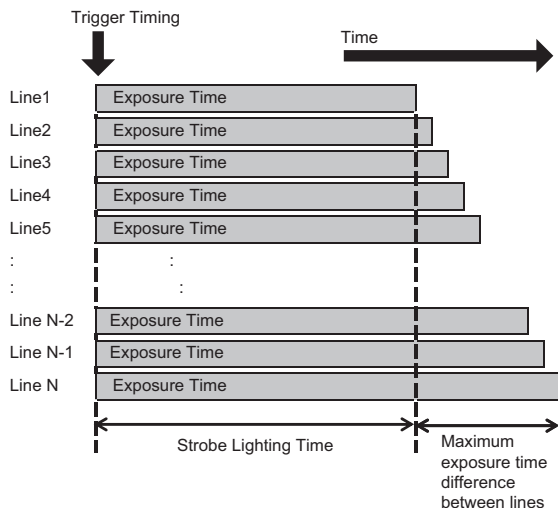 Trigger Timing
Time
Line1 Exposure Time
Line2 Exposure Time
Line3 Exposure Time
Line4 Exposure Time
Line5 Exposure Time
: :
: :
Line N-2 Exposure Time
Line N-1 Exposure Time
Line N Exposure Time
Strobe Lighting Time
Maximum
exposure time
difference
between lines